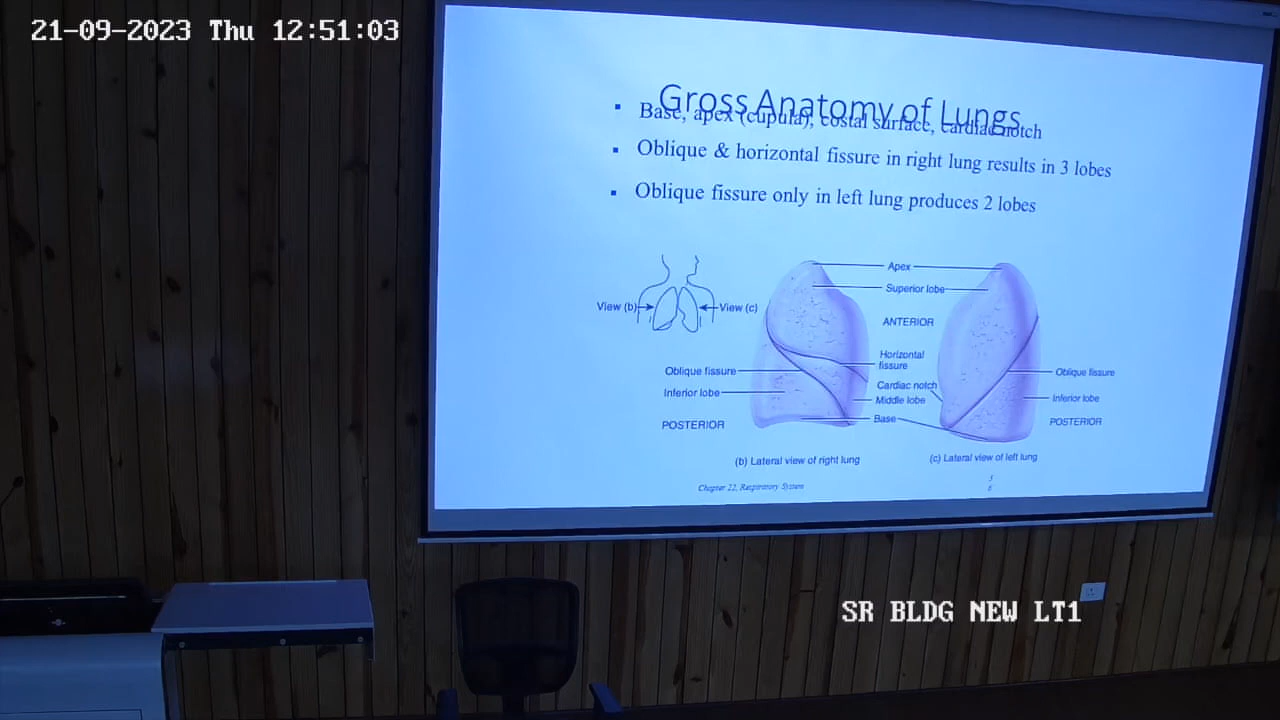 21-09-2023 Thu 12:51:03
Gross Anatomy of Lungs
▪ Base, apex (cupula), costal surface, cardiac notch
▪ Oblique & horizontal fissure in right lung results in 3 lobes
▪ Oblique fissure only in left lung produces 2 lobes
Apex
Superior lobe
View (b)
View (c)
ANTERIOR
Horizontal
fissure
Oblique fissure
Oblique fissure
Cardiac notch
Inferior lobe
Middle lobe
Inferior lobe
Base
POSTERIOR
POSTERIOR
(b) Lateral view of right lung
(c) Lateral view of left lung
Chapter 22, Respiratory System
5
6
SR BLDG NEW LT1